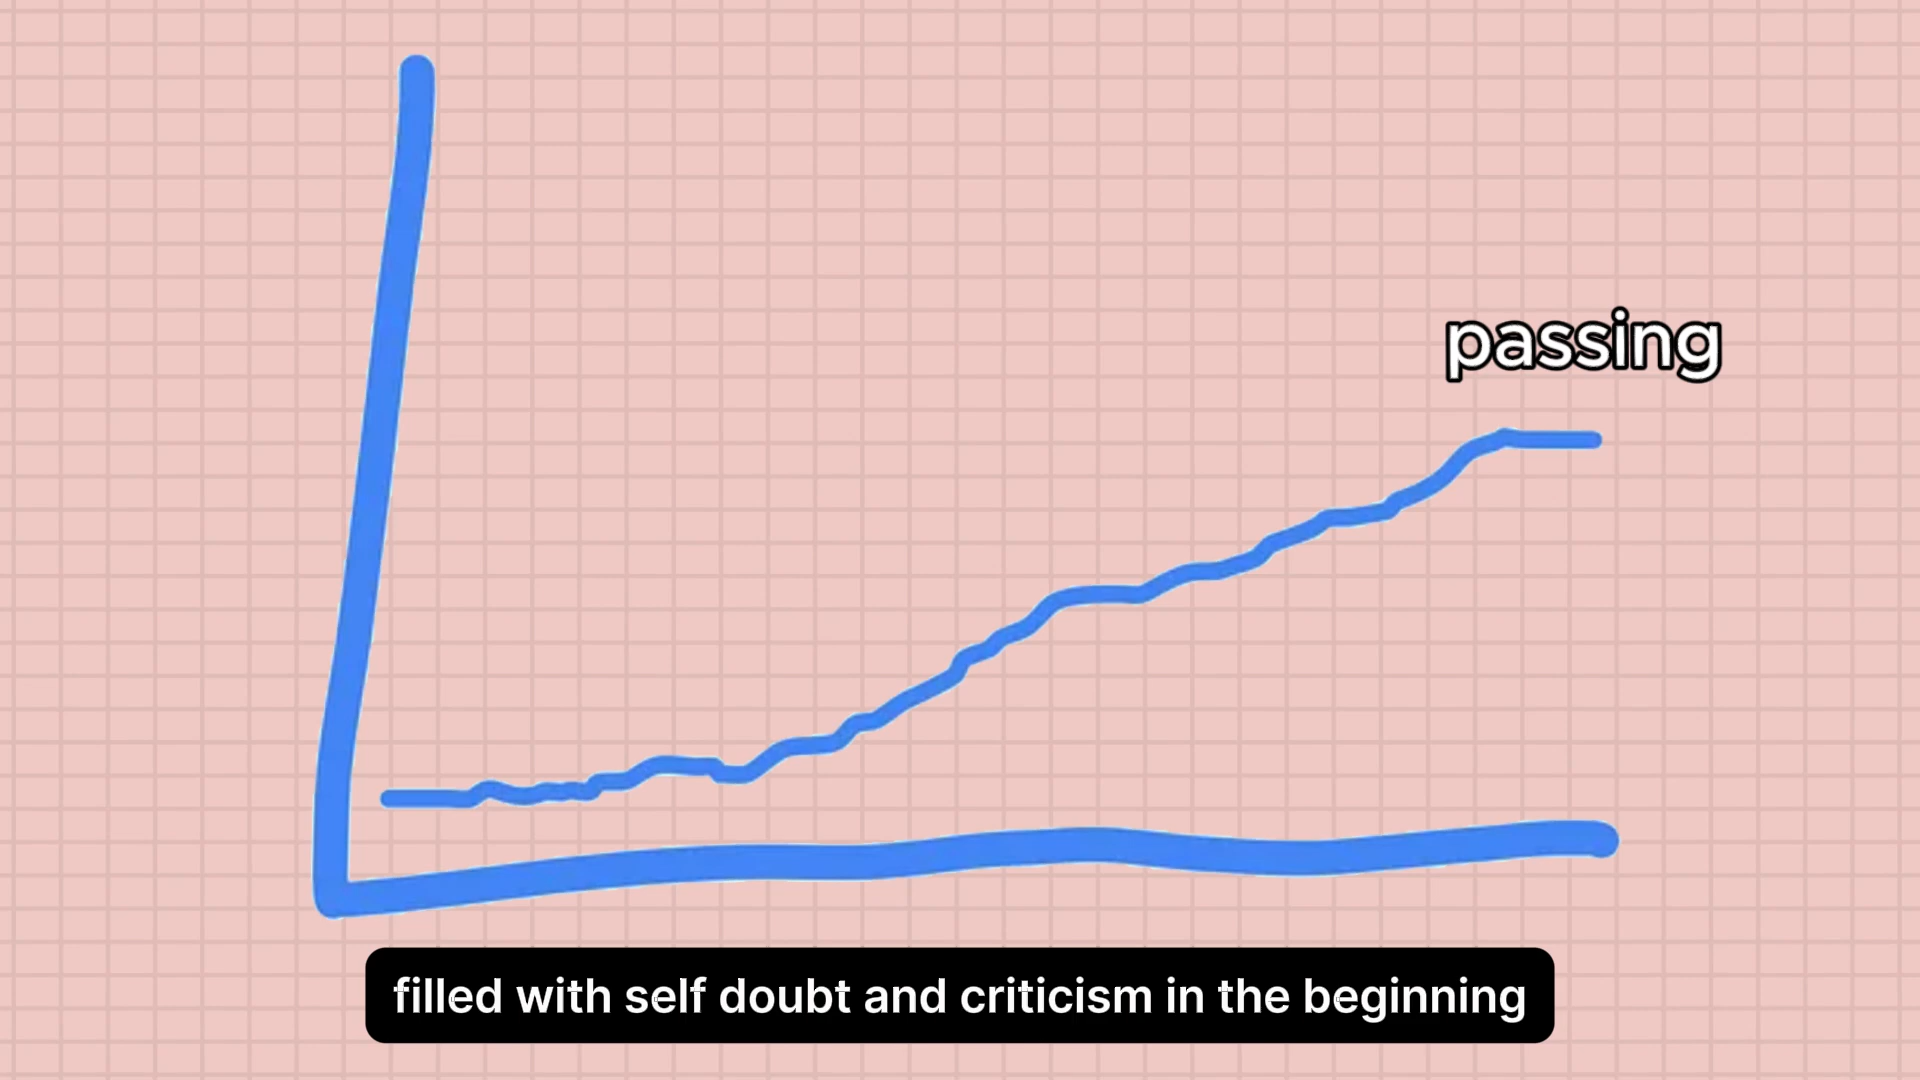 passing
filled with self doubt and criticism in the beginning